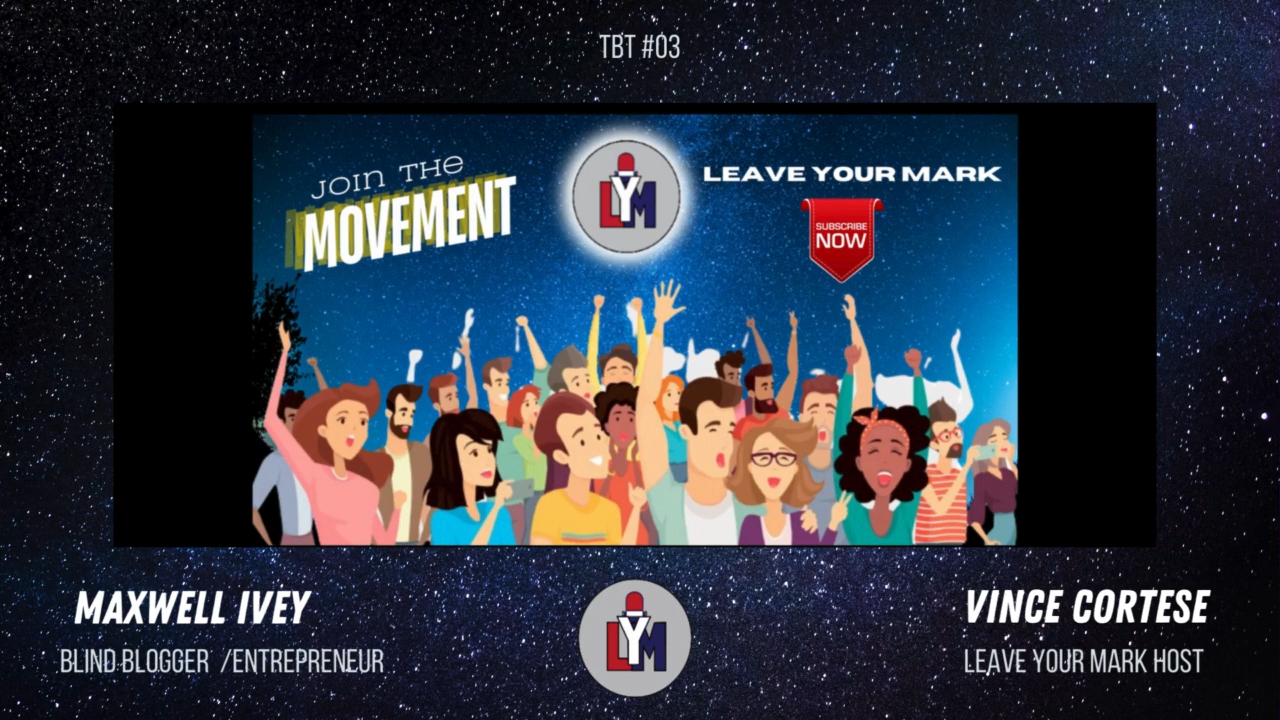 TBT #03
JOIN THE
MOVEMENT
LYM
LEAVE YOUR MARK
SUBSCRIBE
NOW
MAXWELL IVEY
BLIND BLOGGER /ENTREPRENEUR
LYM
VINCE CORTESE
LEAVE YOUR MARK HOST